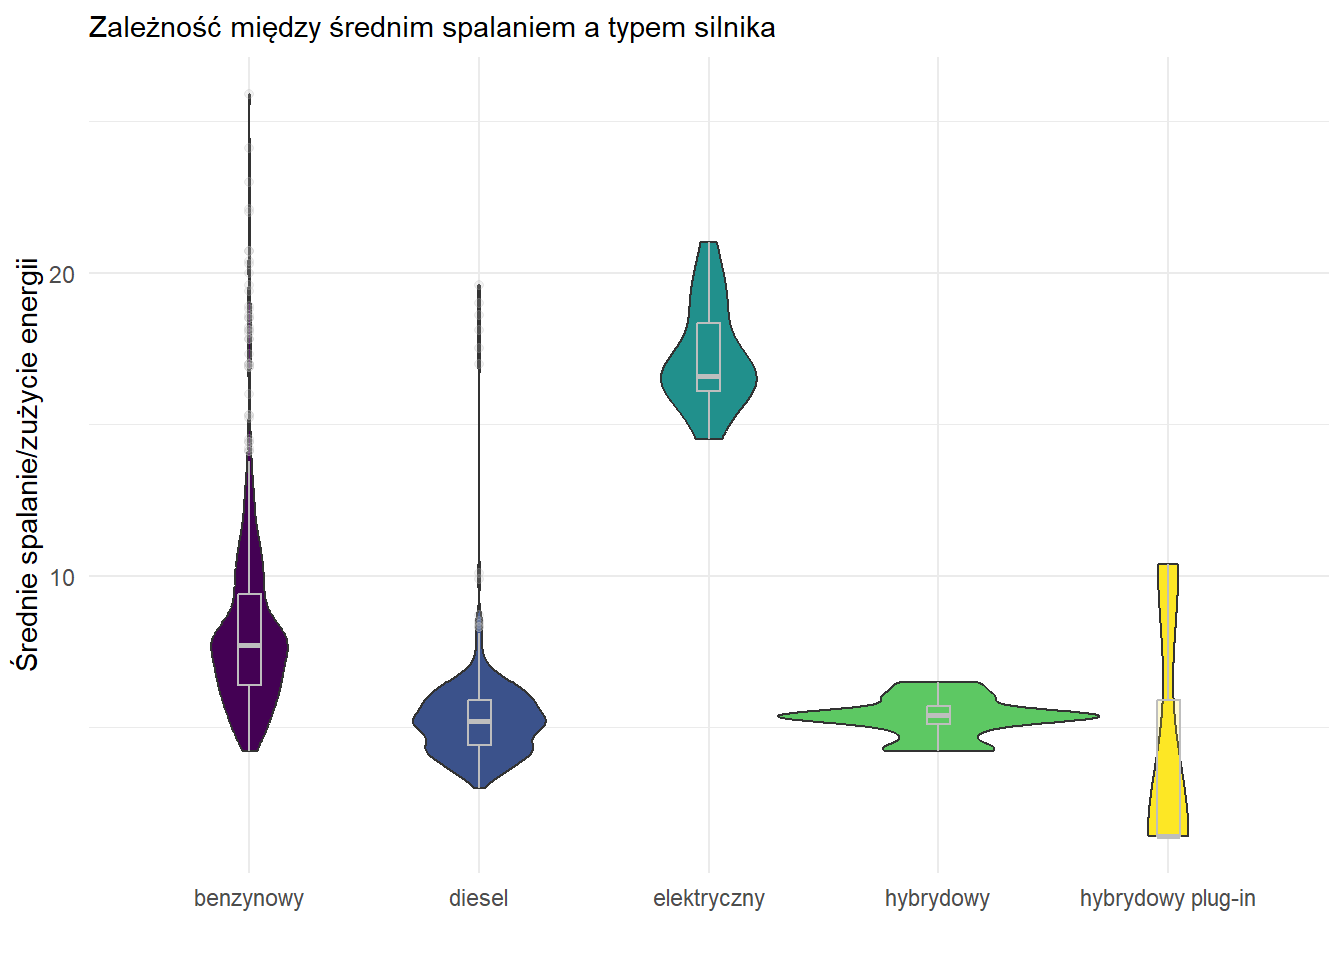 Zależność między średnim spalaniem a typem silnika
Średnie spalanie/zużycie energii
20
10
benzynowy
diesel
elektryczny
hybrydowy
hybrydowy plug-in